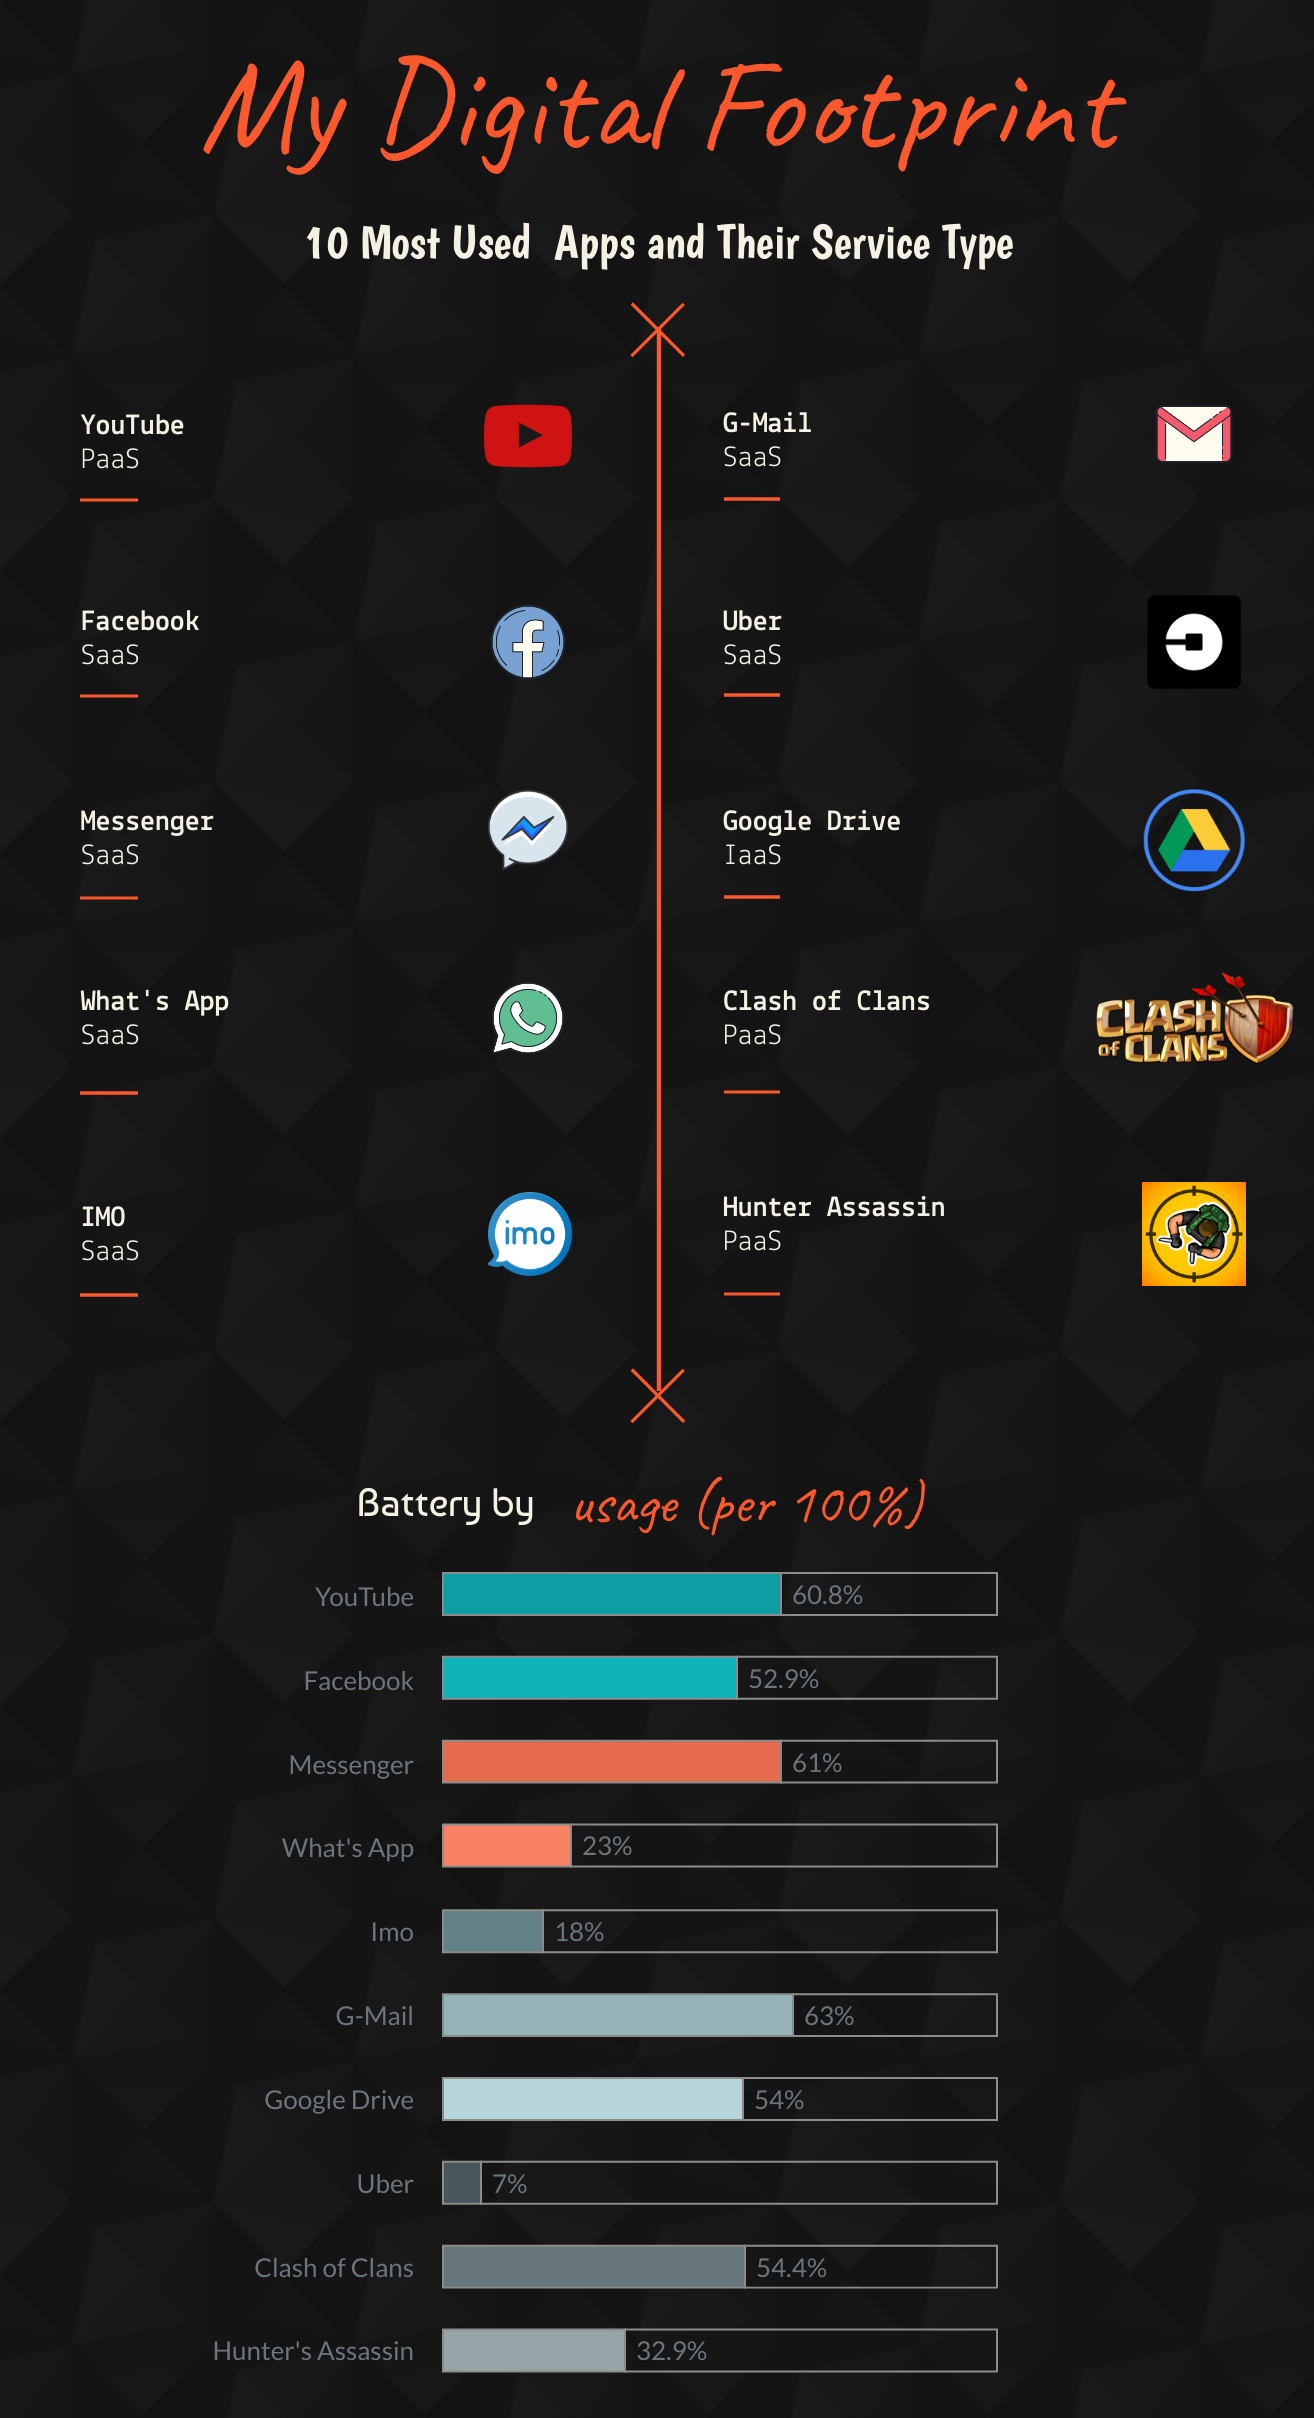 My Digital Footprint
10 Most Used Apps and Their Service Type
YouTube
PaaS
Facebook
SaaS
Messenger
SaaS
What's App
SaaS
IMO
SaaS
imo
G-Mail
SaaS
Uber
SaaS
Google Drive
IaaS
Clash of Clans
PaaS
CLASH
of CLANS
Hunter Assassin
PaaS
Battery by usage (per 100%)
YouTube 60.8%
Facebook 52.9%
Messenger 61%
What's App 23%
Imo 18%
G-Mail 63%
Google Drive 54%
Uber 7%
Clash of Clans 54.4%
Hunter's Assassin 32.9%